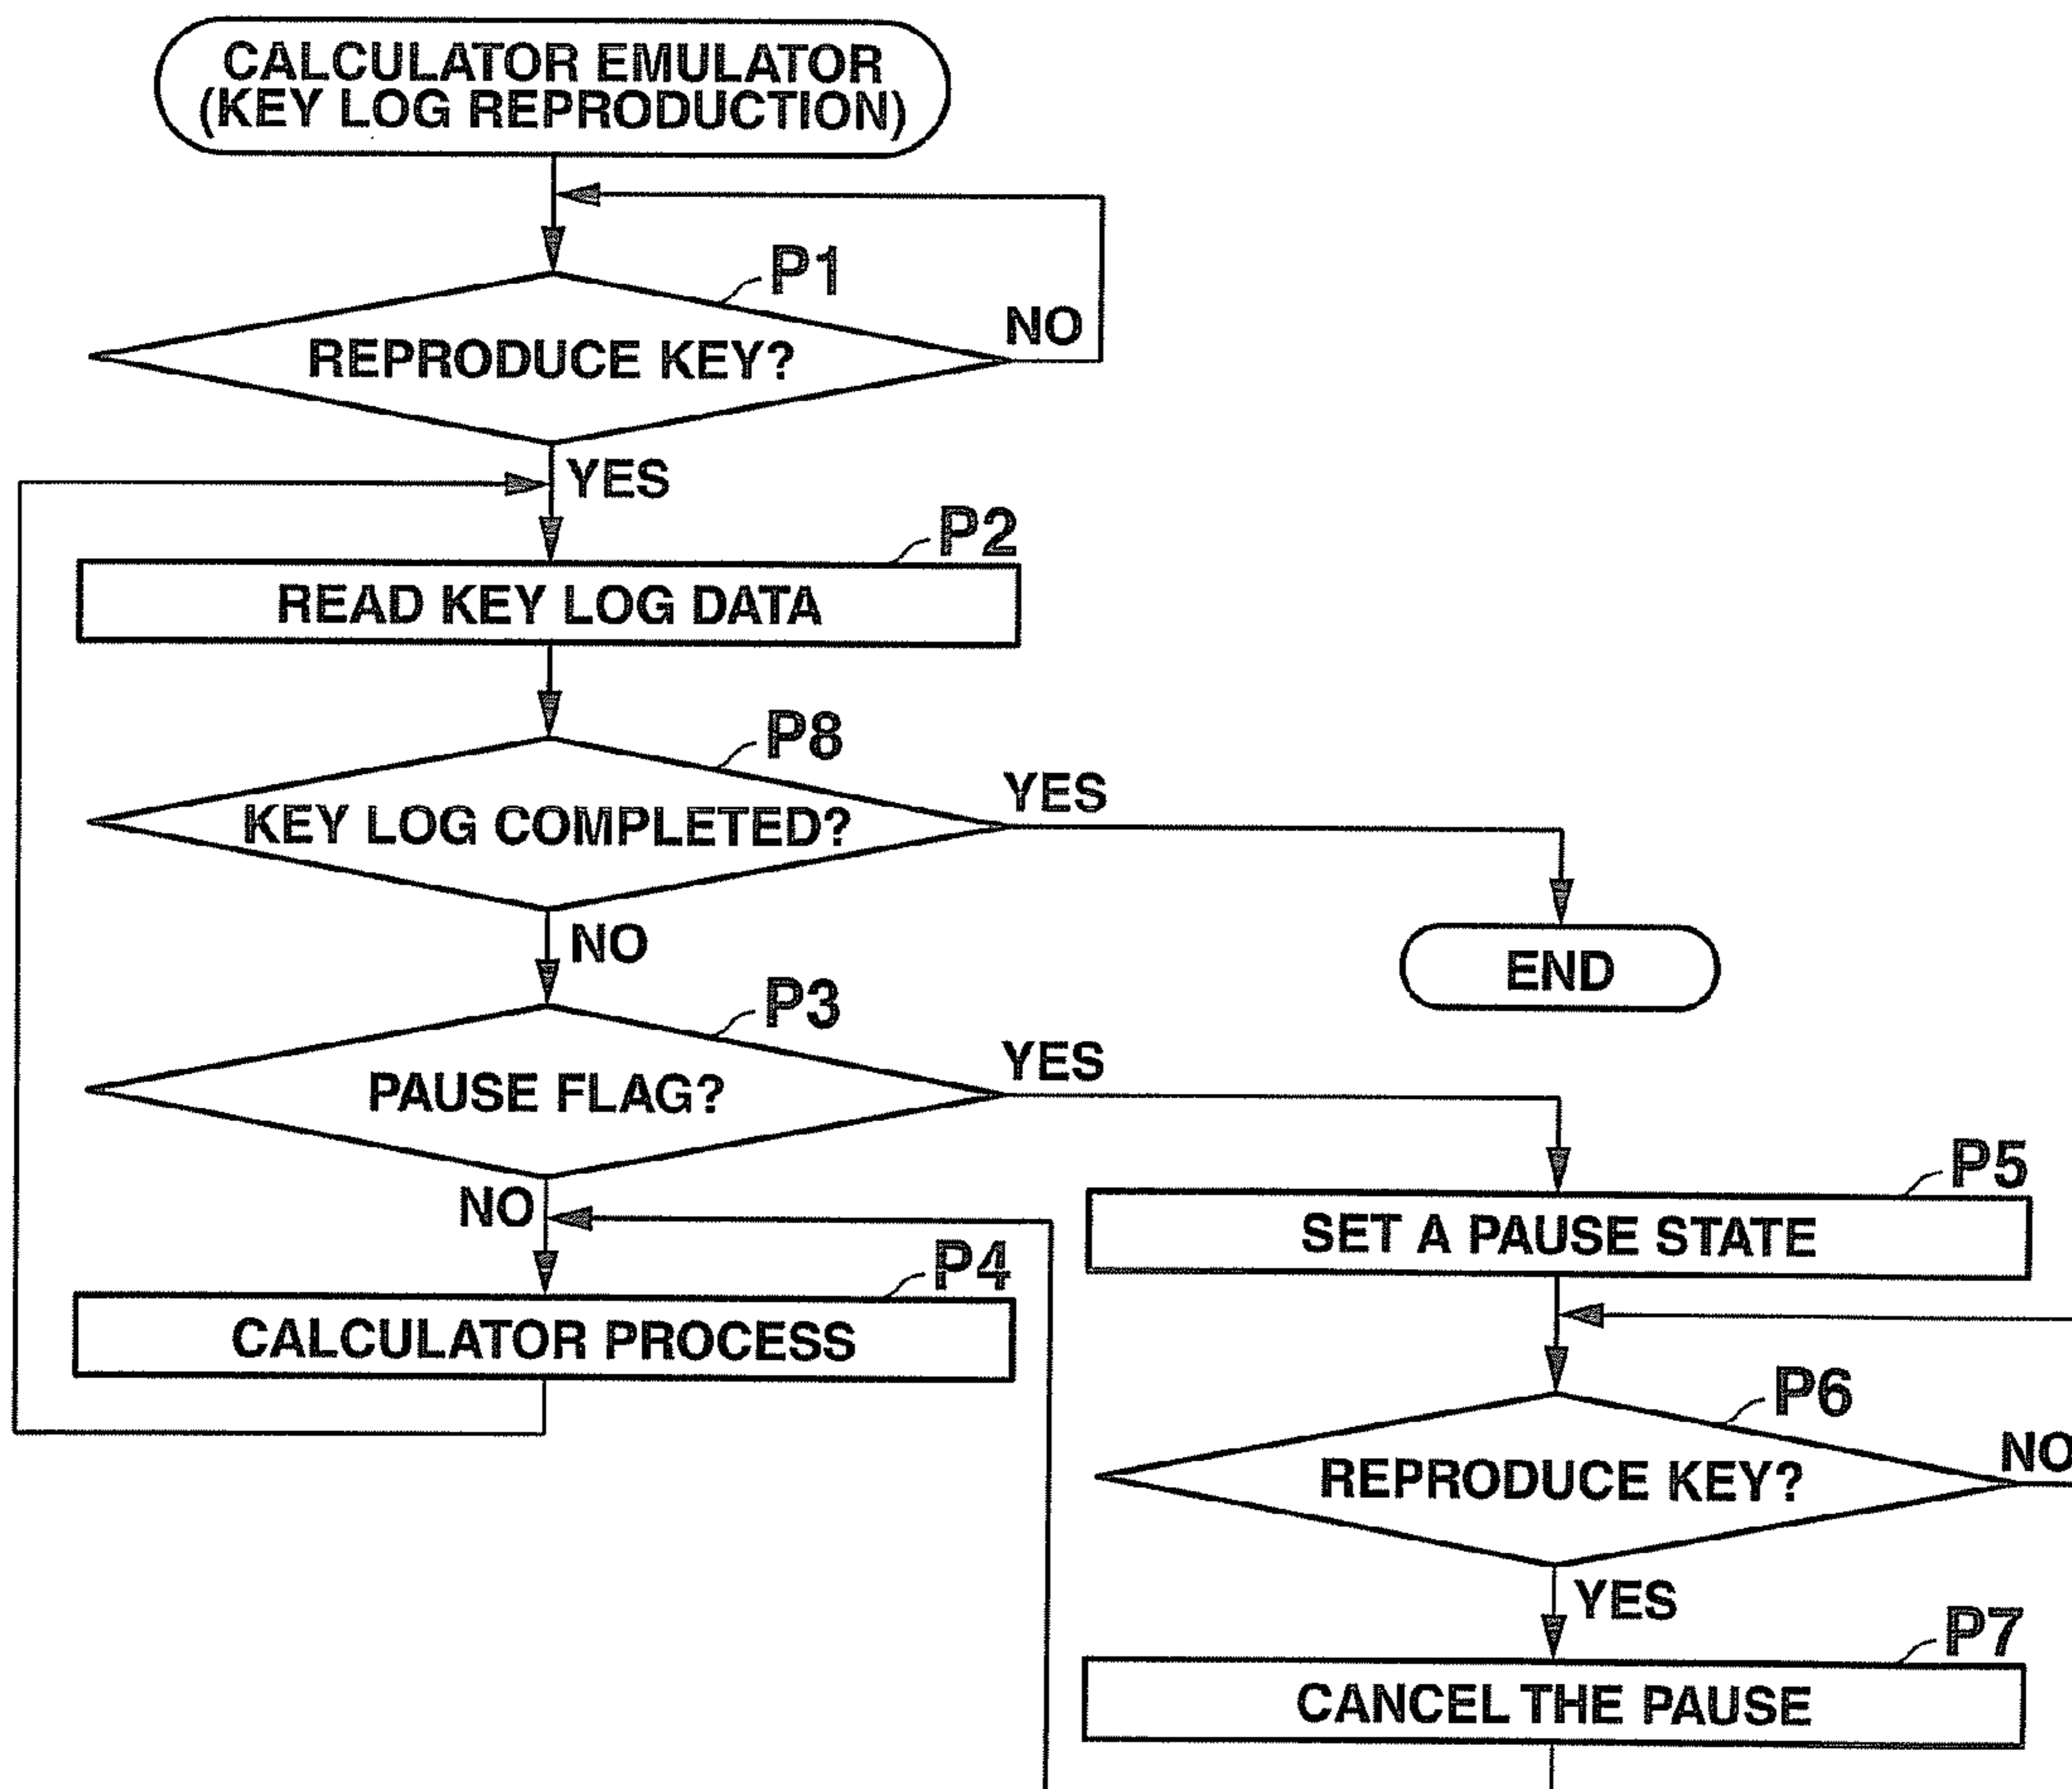 CALCULATOR EMULATOR
(KEY LOG REPRODUCTION)
P1
REPRODUCE KEY?
NO
YES
P2
READ KEY LOG DATA
P8
KEY LOG COMPLETED?
YES
NO
END
P3
PAUSE FLAG?
YES
NO
P5
SET A PAUSE STATE
P4
CALCULATOR PROCESS
P6
REPRODUCE KEY?
NO
YES
P7
CANCEL THE PAUSE